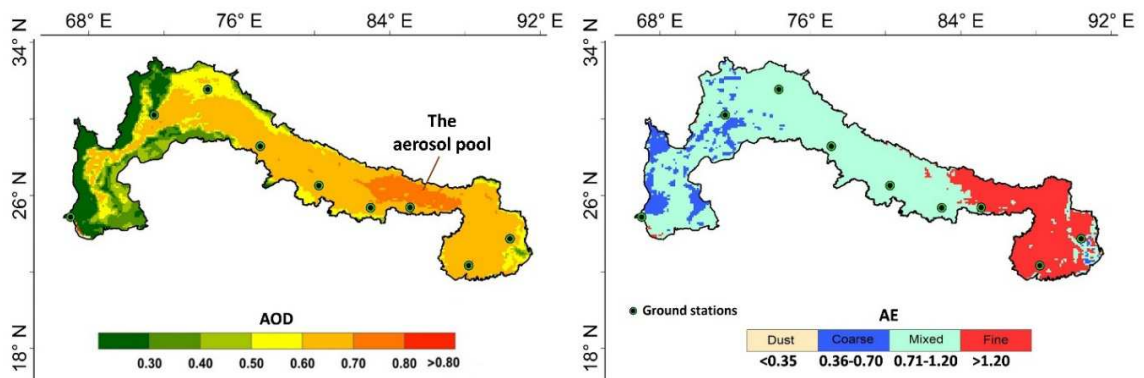 68° E 76° E 84° E 92° E
34° N
26° N
18° N
The
aerosol pool
AOD
0.30 0.40 0.50 0.60 0.70 0.80 >0.80
68° E 76° E 84° E 92° E
34° N
26° N
18° N
Ground stations
AE
Dust Coarse Mixed Fine
<0.35 0.36-0.70 0.71-1.20 >1.20